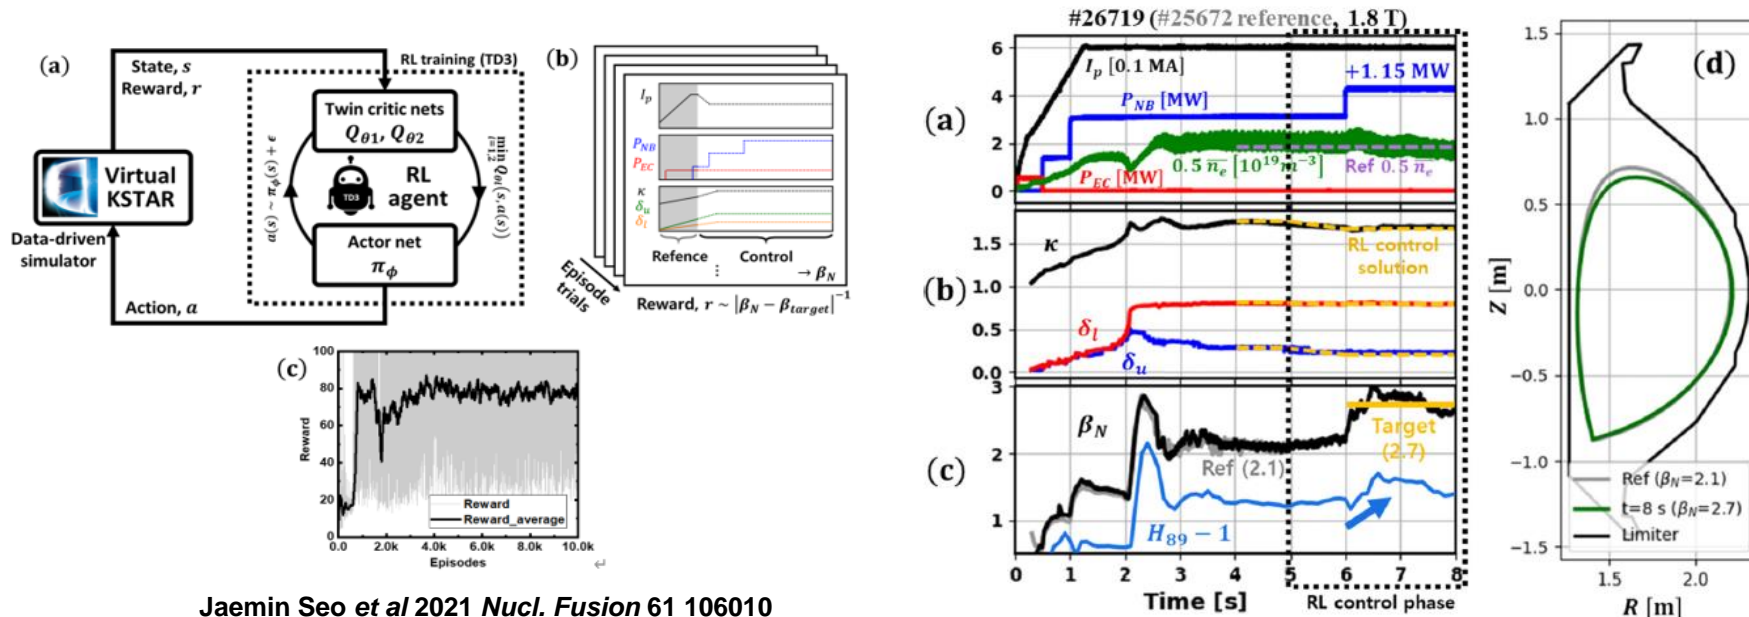 (a)
State, s
Reward, r
RL training (TD3)
Twin critic nets
Qθ1, Qθ2
a(s) ~ πϕ(s) + ϵ
TD3
RL
agent
min i=1,2 Qθi(s, a(s))
Actor net
πϕ
Virtual
KSTAR
Data-driven
simulator
Action, a
(b)
Ip
PNB
PEC
κ
δu
δl
Refence
Control
⋮
→ βN
Episode
trials
Reward, r ~ |βN − βtarget|⁻¹
(c)
100
80
60
40
20
0
Reward
Reward
Reward_average
0.0 2.0k 4.0k 6.0k 8.0k 10.0k
Episodes
Jaemin Seo et al 2021 Nucl. Fusion 61 106010
#26719 (#25672 reference, 1.8 T)
(a)
6
4
2
0
Ip [0.1 MA]
+1.15 MW
PNB [MW]
0.5 n̅e [10¹⁹m⁻³]
Ref 0.5 n̅e
PEC [MW]
(b)
1.5
1.0
κ
RL control
solution
0.5
0.0
δl
δu
(c)
3
2
1
βN
Target
(2.7)
Ref (2.1)
H89 − 1
0 1 2 3 4 5 6 7 8
Time [s]
RL control phase
(d)
1.5
1.0
0.5
0.0
−0.5
−1.0
−1.5
Z [m]
Ref (βN=2.1)
t=8 s (βN=2.7)
Limiter
1.5 2.0
R [m]